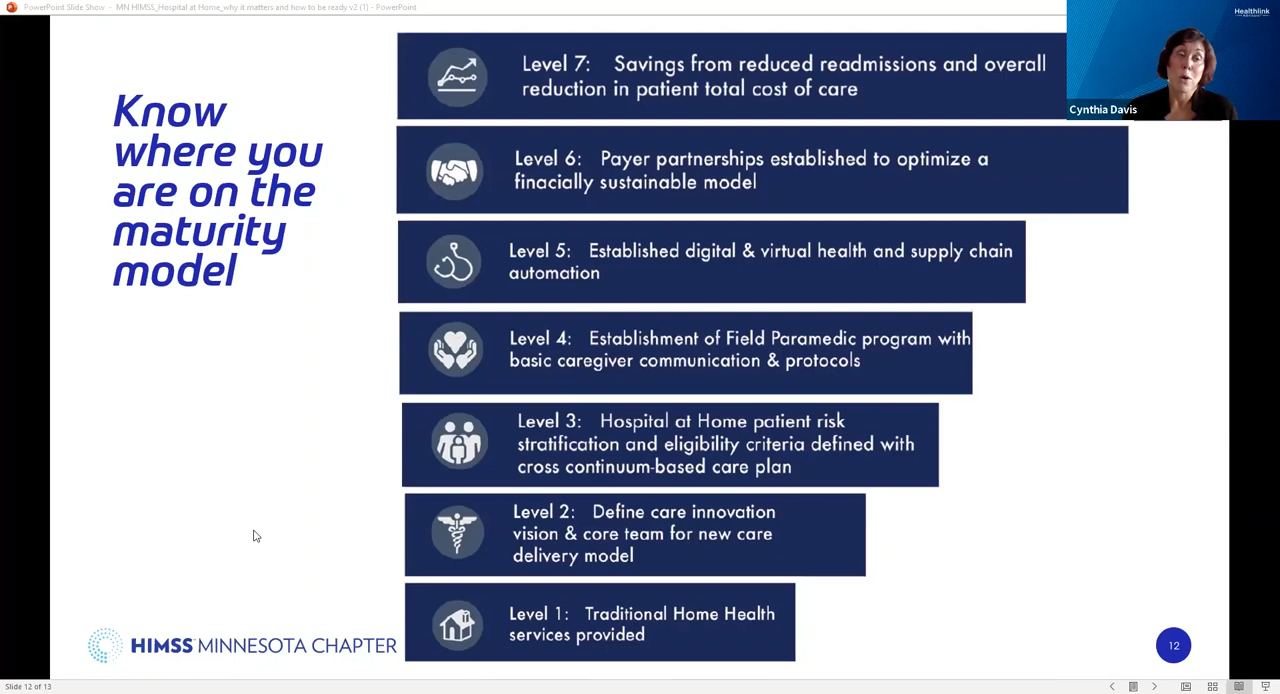 PowerPoint Slide Show - MN HIMSS_Hospital at Home_why it matters and how to be ready v2 (1) - PowerPoint
Healthlink
Cynthia Davis
Know
where you
are on the
maturity
model
Level 7: Savings from reduced readmissions and overall
reduction in patient total cost of care
Level 6: Payer partnerships established to optimize a
finacially sustainable model
Level 5: Established digital & virtual health and supply chain
automation
Level 4: Establishment of Field Paramedic program with
basic caregiver communication & protocols
Level 3: Hospital at Home patient risk
stratification and eligibility criteria defined with
cross continuum-based care plan
Level 2: Define care innovation
vision & core team for new care
delivery model
Level 1: Traditional Home Health
services provided
HIMSS MINNESOTA CHAPTER
12
Slide 12 of 13